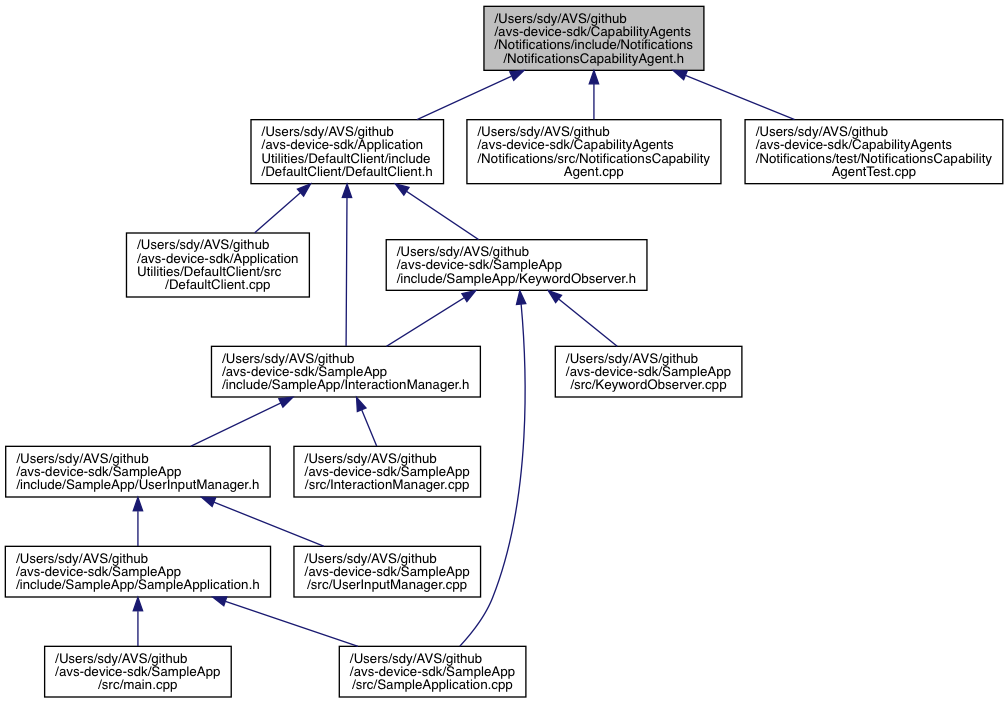 /Users/sdy/AVS/github
/avs-device-sdk/CapabilityAgents
/Notifications/include/Notifications
/NotificationsCapabilityAgent.h
/Users/sdy/AVS/github
/avs-device-sdk/Application
Utilities/DefaultClient/include
/DefaultClient/DefaultClient.h
/Users/sdy/AVS/github
/avs-device-sdk/CapabilityAgents
/Notifications/src/NotificationsCapability
Agent.cpp
/Users/sdy/AVS/github
/avs-device-sdk/CapabilityAgents
/Notifications/test/NotificationsCapability
AgentTest.cpp
/Users/sdy/AVS/github
/avs-device-sdk/Application
Utilities/DefaultClient/src
/DefaultClient.cpp
/Users/sdy/AVS/github
/avs-device-sdk/SampleApp
/include/SampleApp/KeywordObserver.h
/Users/sdy/AVS/github
/avs-device-sdk/SampleApp
/include/SampleApp/InteractionManager.h
/Users/sdy/AVS/github
/avs-device-sdk/SampleApp
/src/KeywordObserver.cpp
/Users/sdy/AVS/github
/avs-device-sdk/SampleApp
/include/SampleApp/UserInputManager.h
/Users/sdy/AVS/github
/avs-device-sdk/SampleApp
/src/InteractionManager.cpp
/Users/sdy/AVS/github
/avs-device-sdk/SampleApp
/include/SampleApp/SampleApplication.h
/Users/sdy/AVS/github
/avs-device-sdk/SampleApp
/src/UserInputManager.cpp
/Users/sdy/AVS/github
/avs-device-sdk/SampleApp
/src/main.cpp
/Users/sdy/AVS/github
/avs-device-sdk/SampleApp
/src/SampleApplication.cpp